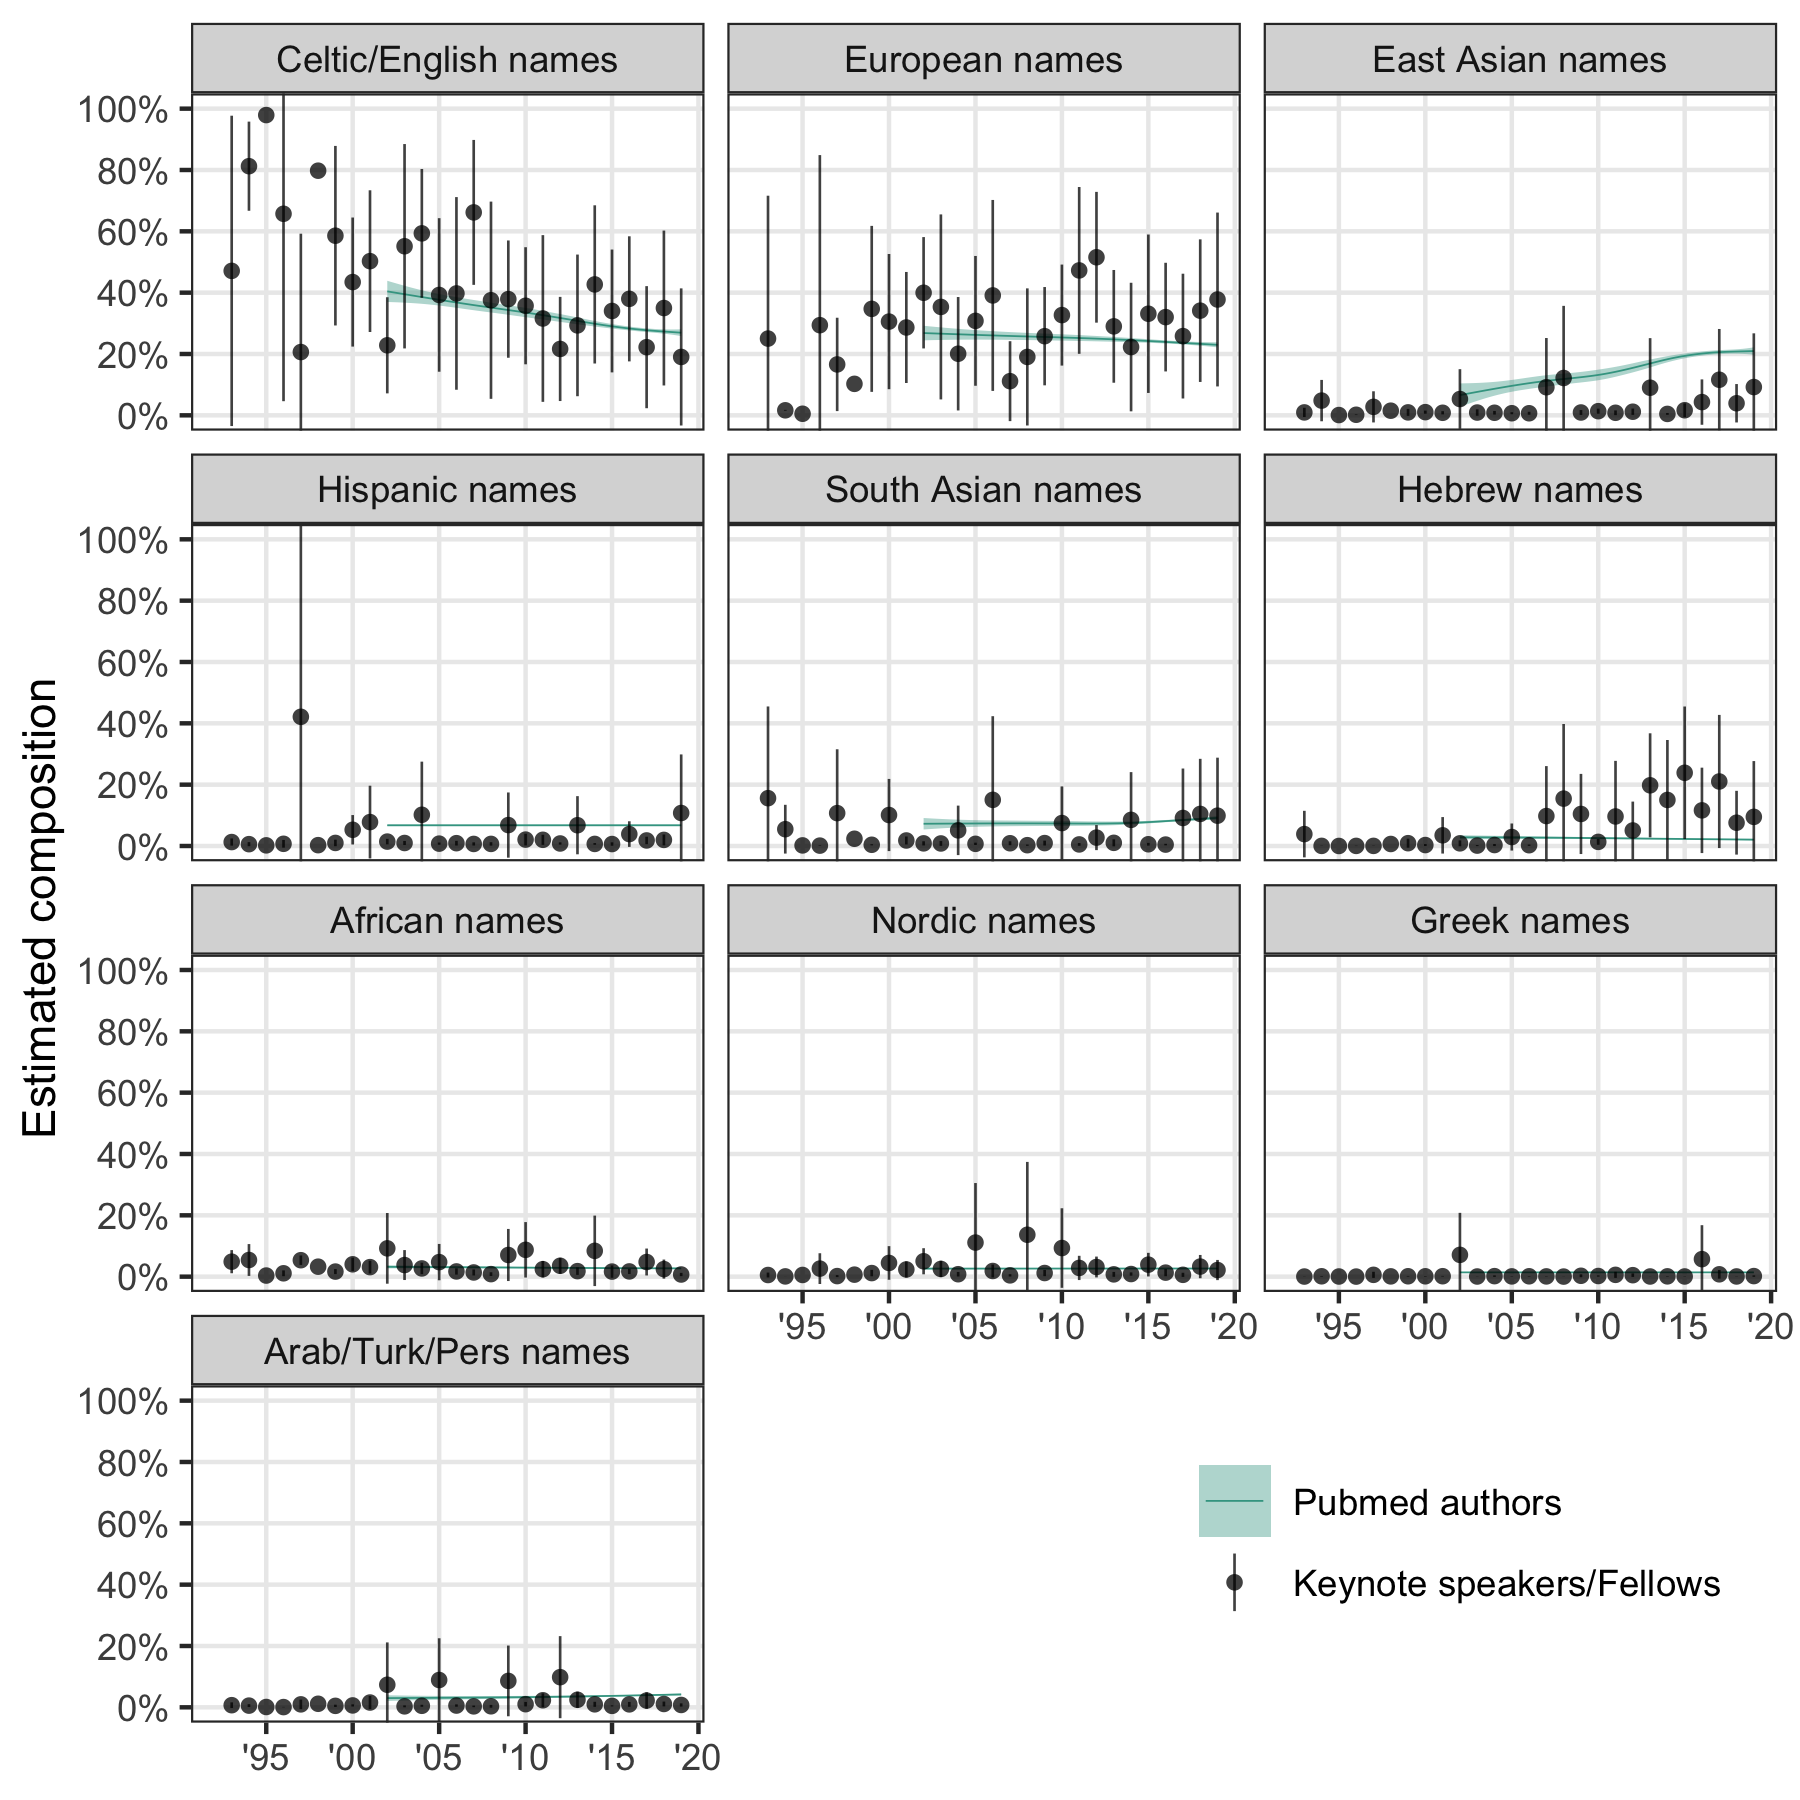 Celtic/English names
European names
East Asian names
100%
80%
60%
40%
20%
0%
Hispanic names
South Asian names
Hebrew names
100%
80%
60%
40%
20%
0%
Estimated composition
African names
Nordic names
Greek names
100%
80%
60%
40%
20%
0%
'95 '00 '05 '10 '15 '20
'95 '00 '05 '10 '15 '20
Arab/Turk/Pers names
100%
80%
60%
40%
20%
0%
'95 '00 '05 '10 '15 '20
Pubmed authors
Keynote speakers/Fellows